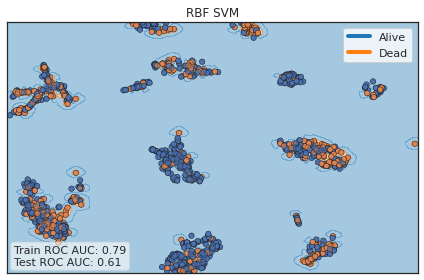 RBF SVM
Alive
Dead
Train ROC AUC: 0.79
Test ROC AUC: 0.61